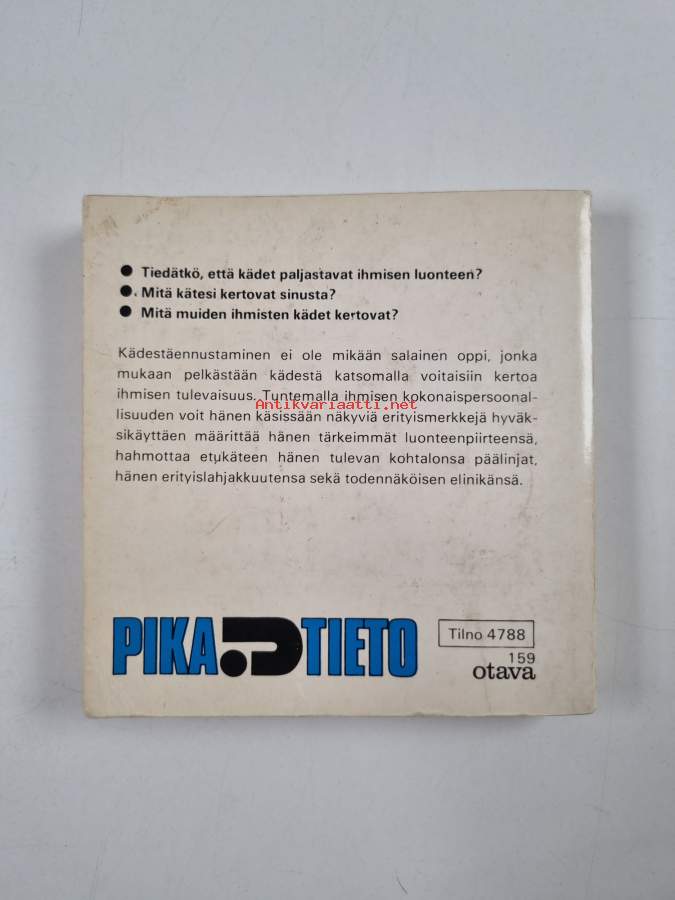 ● Tiedätkö, että kädet paljastavat ihmisen luonteen?
● Mitä kätesi kertovat sinusta?
● Mitä muiden ihmisten kädet kertovat?
Kädestäennustaminen ei ole mikään salainen oppi, jonka
mukaan pelkästään kädestä katsomalla voitaisiin kertoa
ihmisen tulevaisuus. Tuntemalla ihmisen kokonaispersoonal-
Antikvariaatti.net
lisuuden voit hänen käsissään näkyviä erityismerkkejä hyväk-
sikäyttäen määrittää hänen tärkeimmät luonteenpiirteensä,
hahmottaa etukäteen hänen tulevan kohtalonsa päälinjat,
hänen erityislahjakkuutensa sekä todennäköisen elinikänsä.
PIKA?TIETO
Tilno 4788
159
otava